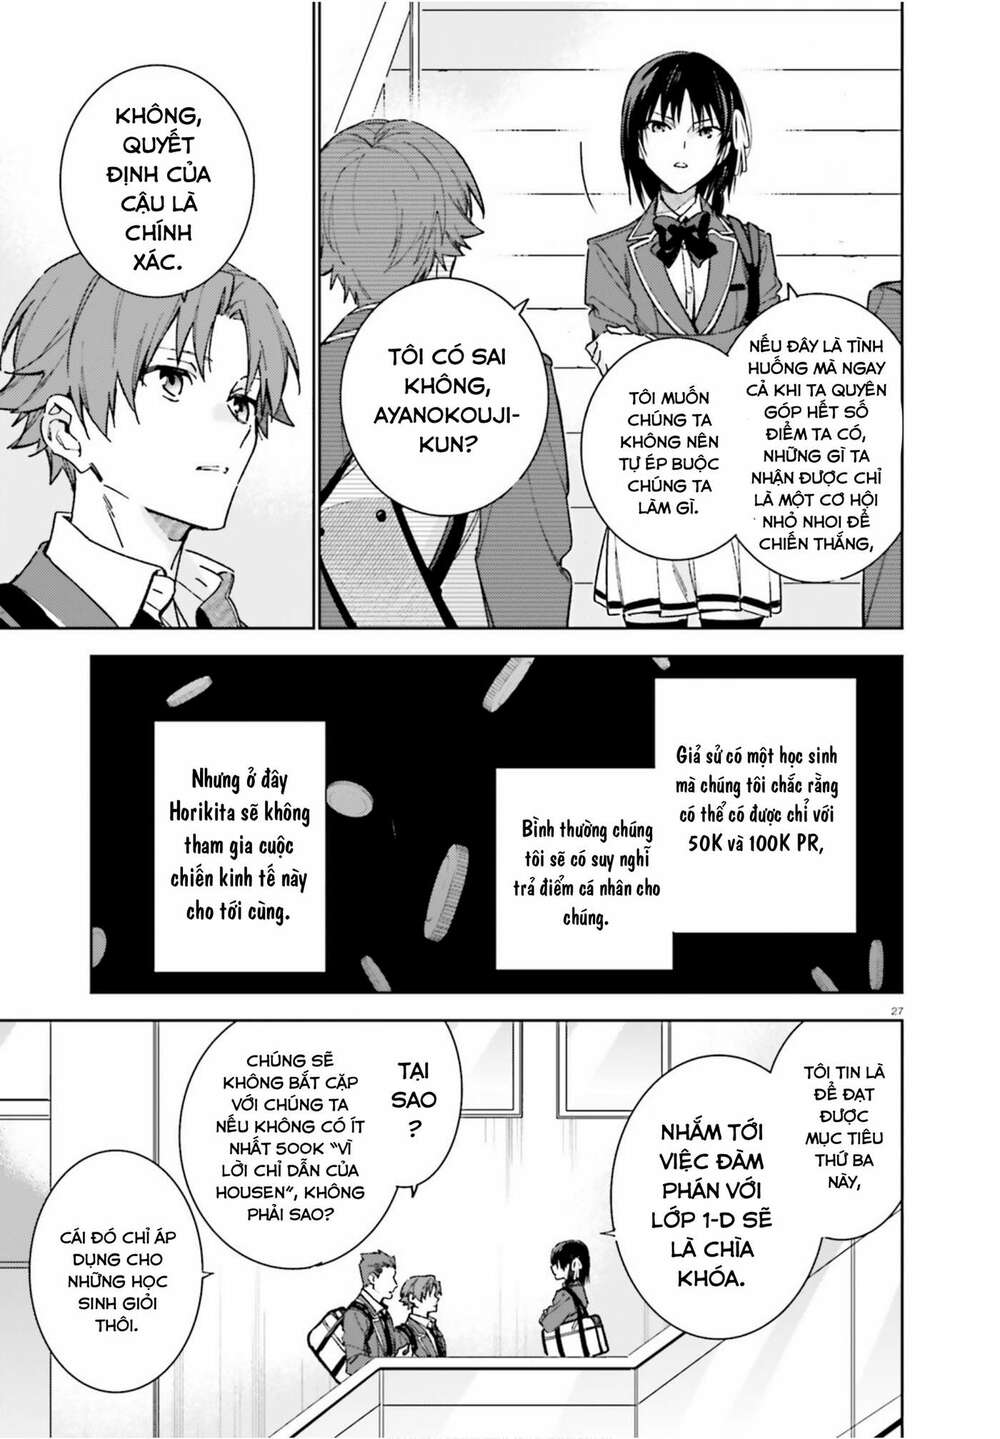 NẾU ĐÂY LÀ TÌNH
HUỐNG MÀ NGAY
CẢ KHI TA QUYÊN
GÓP HẾT SỐ
ĐIỂM TA CÓ,
NHỮNG GÌ TA
NHẬN ĐƯỢC CHỈ
LÀ MỘT CƠ HỘI
NHỎ NHOI ĐỂ
CHIẾN THẮNG,
TÔI MUỐN
CHÚNG TA
KHÔNG NÊN
TỰ ÉP BUỘC
CHÚNG TA
LÀM GÌ.
TÔI CÓ SAI
KHÔNG,
AYANOKOUJI-
KUN?
KHÔNG,
QUYẾT
ĐỊNH CỦA
CẬU LÀ
CHÍNH
XÁC.
Giả sử có một học sinh
mà chúng tôi chắc rằng
có thể có được chỉ với
50K và 100K PR,
Bình thường chúng
tôi sẽ có suy nghĩ
trả điểm cá nhân cho
chúng.
Nhưng ở đây
Horikita sẽ không
tham gia cuộc
chiến kinh tế này
cho tới cùng.
27
TÔI TIN LÀ
ĐỂ ĐẠT
ĐƯỢC
MỤC TIÊU
THỨ BA
NÀY,
NHẮM TỚI
VIỆC ĐÀM
PHÁN VỚI
LỚP 1-D SẼ
LÀ CHÌA
KHÓA.
TẠI
SAO
?
CHÚNG SẼ
KHÔNG BẮT CẶP
VỚI CHÚNG TA
NẾU KHÔNG CÓ ÍT
NHẤT 500K "VÌ
LỜI CHỈ DẪN CỦA
HOUSEN", KHÔNG
PHẢI SAO?
CÁI ĐÓ CHỈ ÁP
DỤNG CHO
NHỮNG HỌC
SINH GIỎI
THÔI.